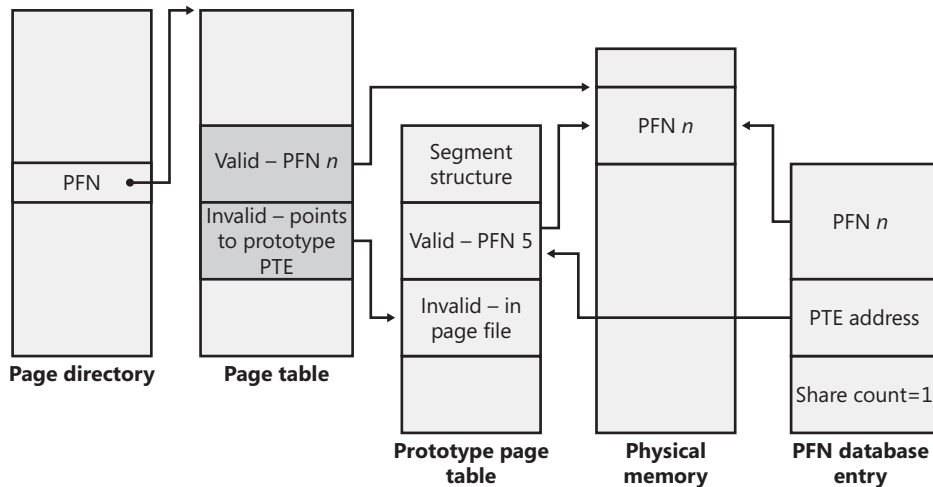 PFN
Page directory
Valid – PFN n
Invalid – points
to prototype
PTE
Page table
Segment
structure
Valid – PFN 5
Invalid – in
page file
Prototype page
table
PFN n
Physical
memory
PFN n
PTE address
Share count=1
PFN database
entry